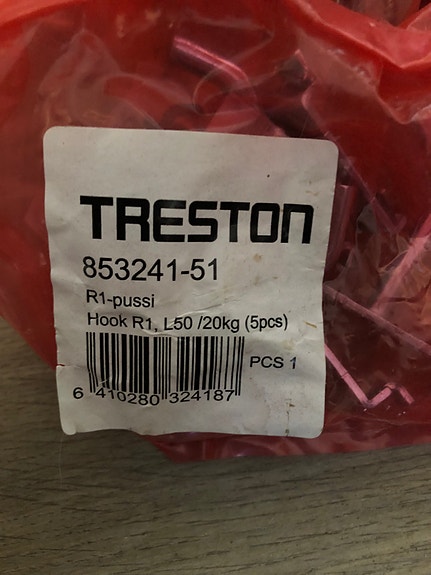 TRESTON
853241-51
R1-pussi
Hook R1, L50 /20kg (5pcs)
PCS 1
6 410280 324187